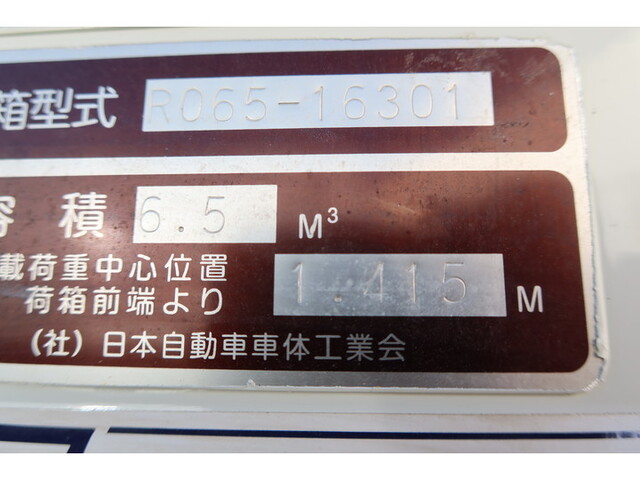 箱型式 R065-16301
容積 6.5 M³
載荷重中心位置
荷箱前端より 1.415 M
(社)日本自動車車体工業会